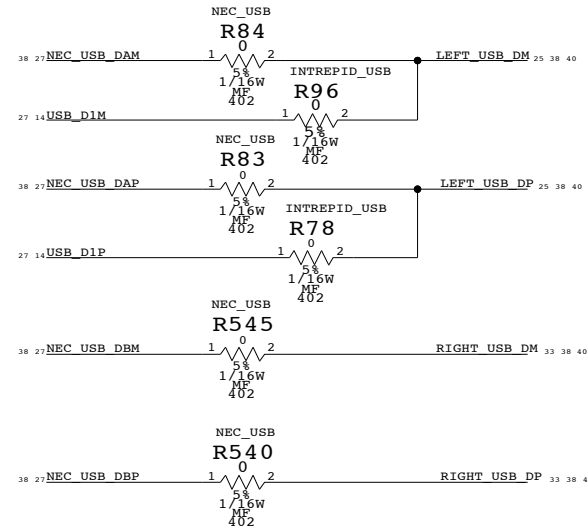 NEC_USB
R84
0
38 27 NEC_USB_DAM 1 2 LEFT_USB_DM 25 38 40
5%
1/16W
MF
402
INTREPID_USB
R96
0
27 14 USB_D1M 1 2
5%
1/16W
MF
402
NEC_USB
R83
0
38 27 NEC_USB_DAP 1 2 LEFT_USB_DP 25 38 40
5%
1/16W
MF
402
INTREPID_USB
R78
0
27 14 USB_D1P 1 2
5%
1/16W
MF
402
NEC_USB
R545
0
38 27 NEC_USB_DBM 1 2 RIGHT_USB_DM 33 38 40
5%
1/16W
MF
402
NEC_USB
R540
0
38 27 NEC_USB_DBP 1 2 RIGHT_USB_DP 33 38 4
5%
1/16W
MF
402